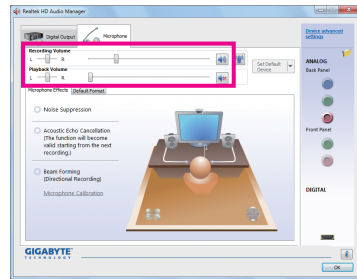 Realtek HD Audio Manager
Digital Output
Microphone
Device advanced
settings
Recording Volume
L
R
Set Default
Device
Playback Volume
L
R
ANALOG
Back Panel
Microphone Effects
Default Format
Noise Suppression
Acoustic Echo Cancellation
(The function will become
valid starting from the next
recording.)
Front Panel
Beam Forming
(Directional Recording)
Microphone Calibration
DIGITAL
GIGABYTE™
TECHNOLOGY
OK